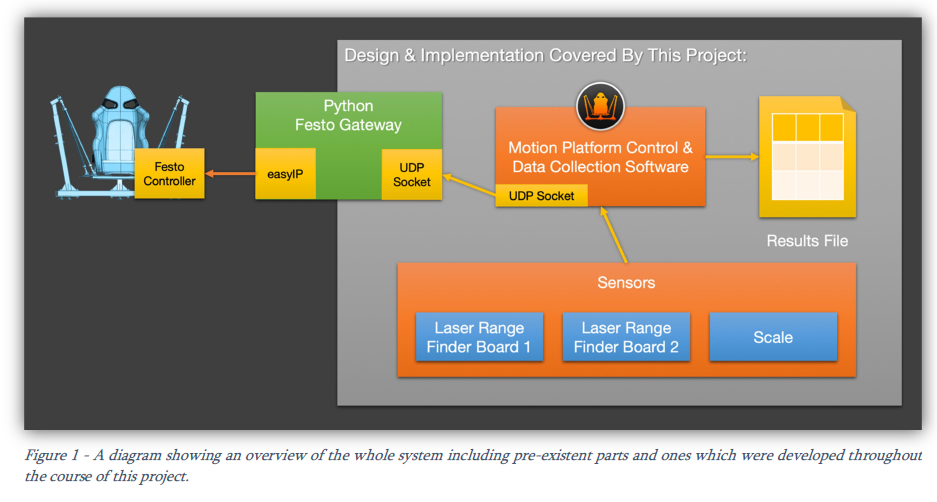 Design & Implementation Covered By This Project:
Python
Festo Gateway
Festo
Controller
easyIP
UDP
Socket
Motion Platform Control &
Data Collection Software
UDP Socket
Results File
Sensors
Laser Range
Finder Board 1
Laser Range
Finder Board 2
Scale
Figure 1 - A diagram showing an overview of the whole system including pre-existent parts and ones which were developed throughout
the course of this project.